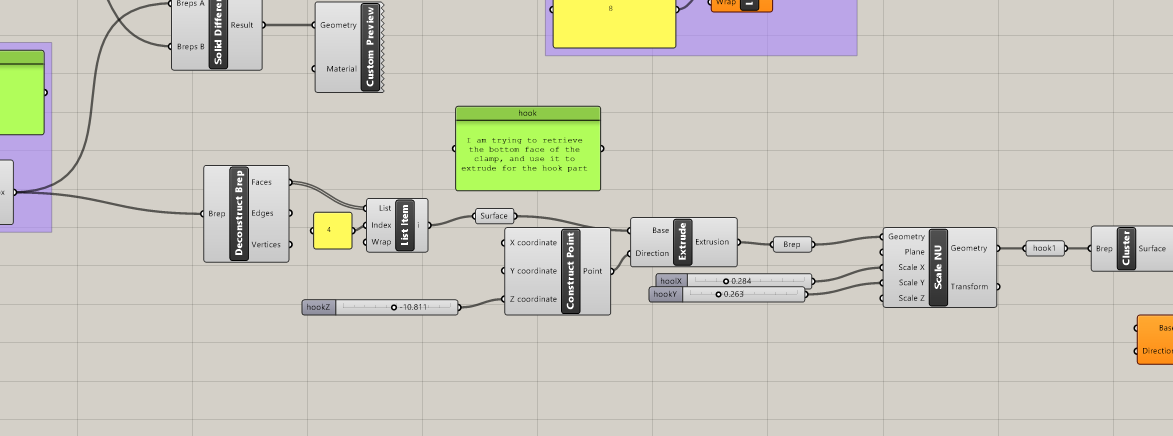 8
Wrap
Breps A
Breps B
Solid Differ
Result
Geometry
Material
Custom Preview
hook
I am trying to retrieve
the bottom face of the
clamp, and use it to
extrude for the hook part
Brep
Deconstruct Brep
Faces
Edges
Vertices
4
List
Index
Wrap
List Item
i
Surface
X coordinate
Y coordinate
Z coordinate
Construct Point
Point
hookZ
-10.811
Base
Direction
Extrude
Extrusion
Brep
hookX
0.284
hookY
0.263
Geometry
Plane
Scale X
Scale Y
Scale Z
Scale NU
Geometry
Transform
hook1
Brep
Cluster
Surface
Base
Direction